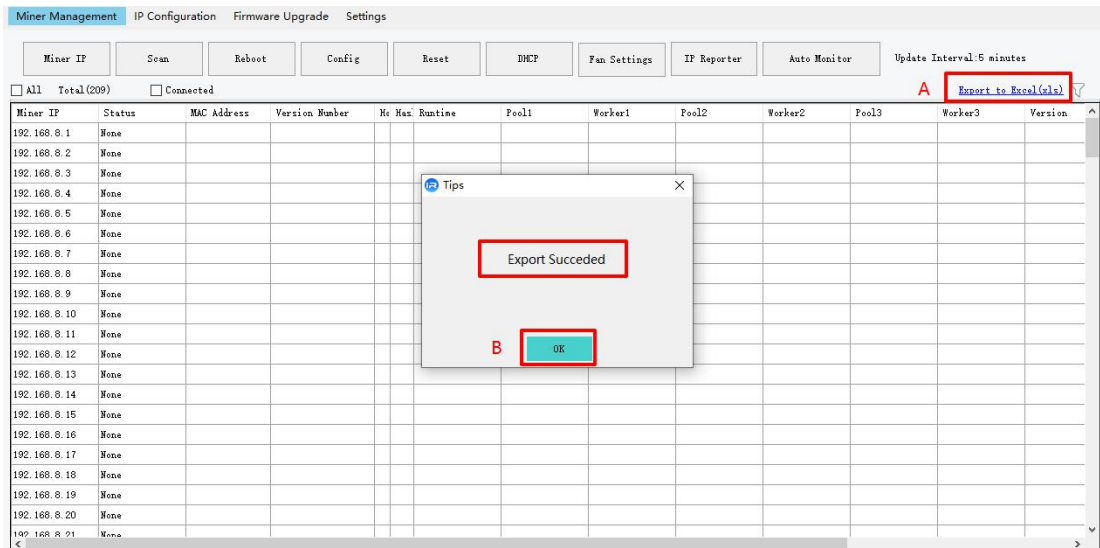 Miner Management IP Configuration Firmware Upgrade Settings
Miner IP Scan Reboot Config Reset DHCP Fan Settings IP Reporter Auto Monitor Update Interval:5 minutes
All Total(209) Connected A Export to Excel(xls)
Miner IP Status MAC Address Version Number Runtime Pool1 Worker1 Pool2 Worker2 Pool3 Worker3 Version
192.168.8.1 None
192.168.8.2 None
192.168.8.3 None
Tips
192.168.8.4 None
192.168.8.5 None
192.168.8.6 None
192.168.8.7 None
Export Succeded
192.168.8.8 None
192.168.8.9 None
192.168.8.10 None
192.168.8.11 None
B OK
192.168.8.12 None
192.168.8.13 None
192.168.8.14 None
192.168.8.15 None
192.168.8.16 None
192.168.8.17 None
192.168.8.18 None
192.168.8.19 None
192.168.8.20 None
192.168.8.21 None